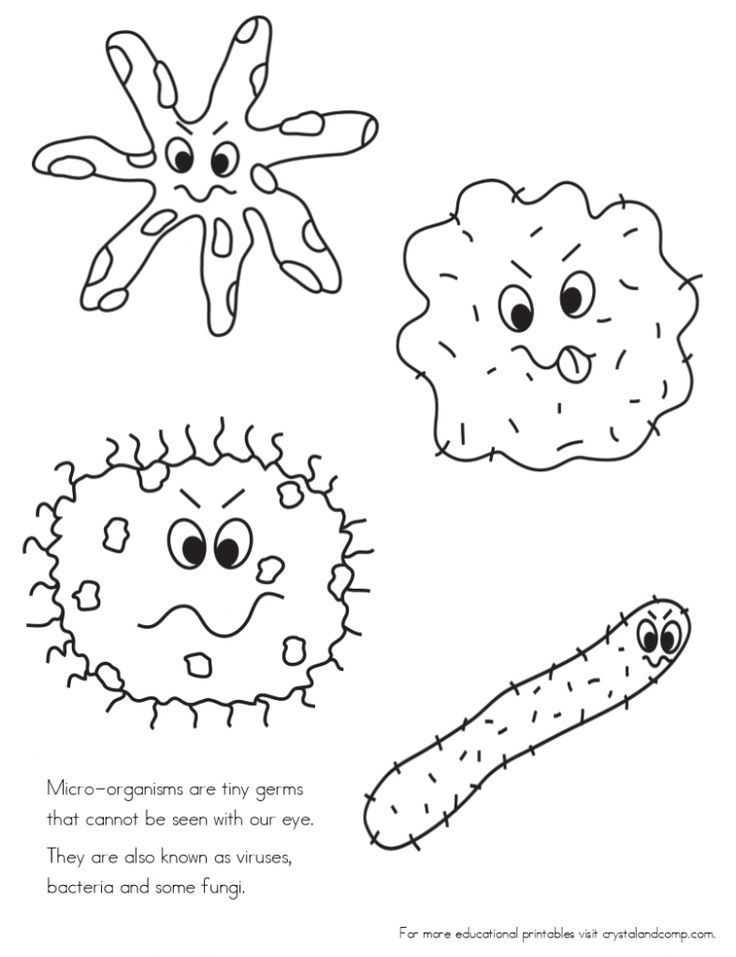 Micro-organisms are tiny germs
that cannot be seen with our eye.
They are also known as viruses,
bacteria and some fungi.
For more educational printables visit crystalandcomp.com.